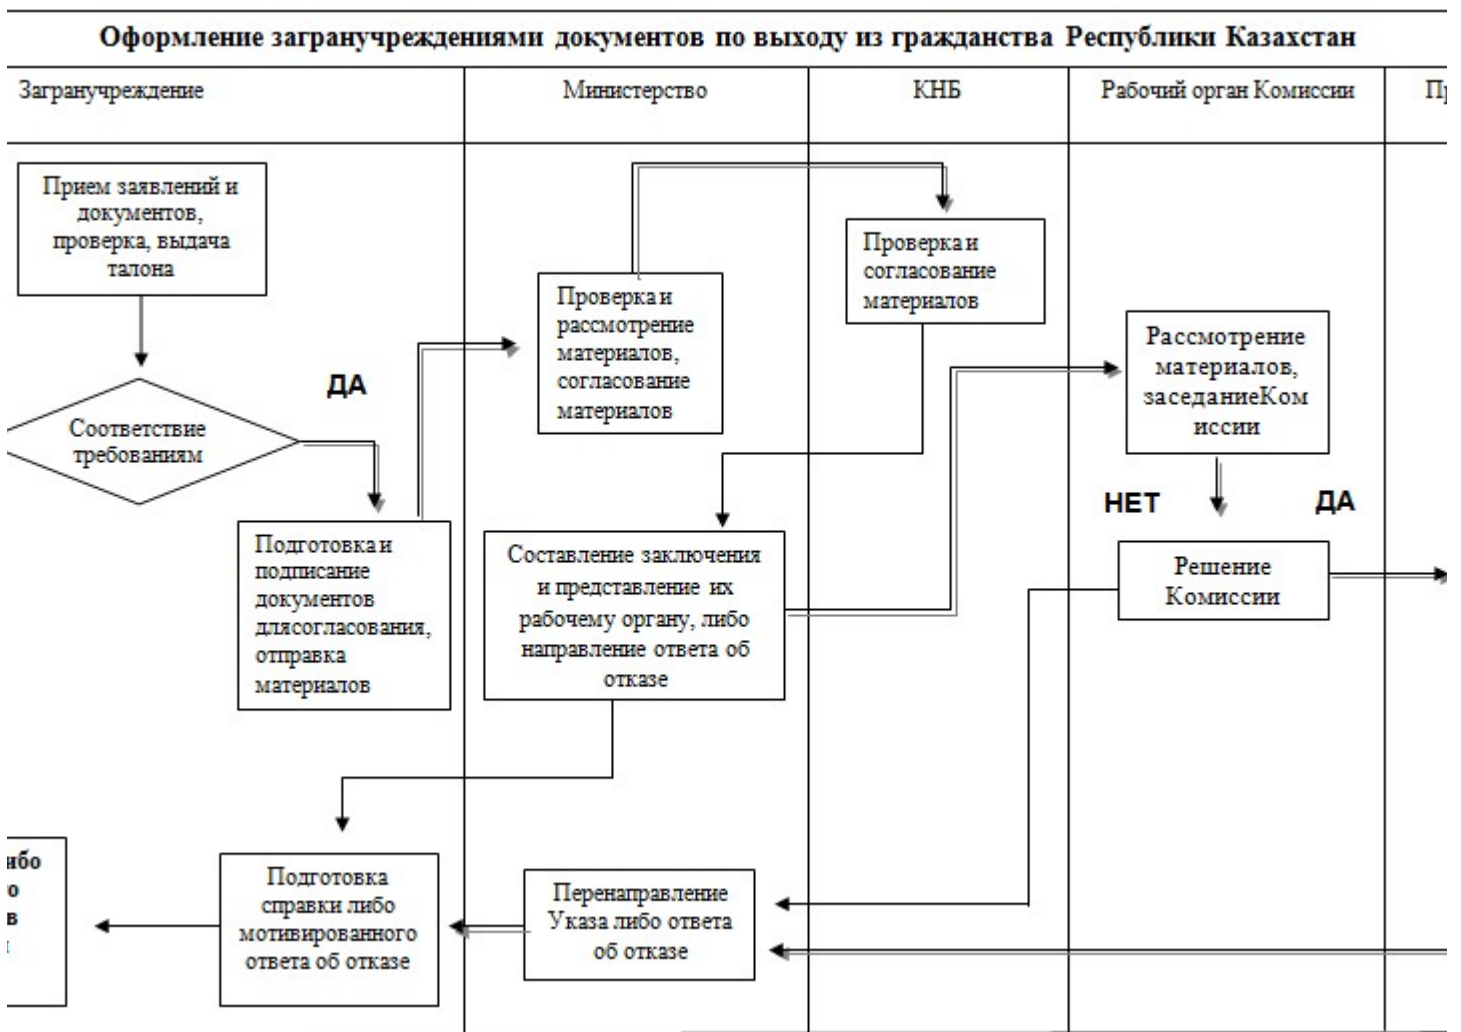 Оформление загранучреждениями документов по выходу из гражданства Республики Казахстан
Загранучреждение
Министерство
КНБ
Рабочий орган Комиссии
Прием заявлений и
документов,
проверка, выдача
талона
Соответствие
требованиям
ДА
Подготовка и
подписание
документов
длясогласования,
отправка
материалов
Проверка и
рассмотрение
материалов,
согласование
материалов
Проверка и
согласование
материалов
Составление заключения
и представление их
рабочему органу, либо
направление ответа об
отказе
Рассмотрение
материалов,
заседаниеКом
иссии
НЕТ
ДА
Решение
Комиссии
Подготовка
справки либо
мотивированного
ответа об отказе
Перенаправление
Указа либо ответа
об отказе